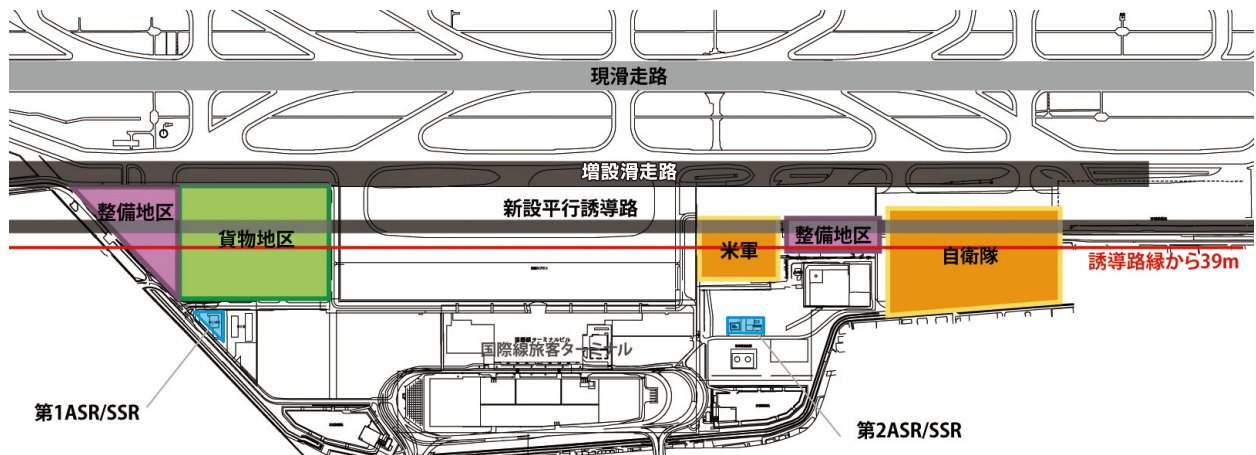 現滑走路
増設滑走路
新設平行誘導路
整備地区
貨物地区
米軍
整備地区
自衛隊
誘導路縁から39m
国際線旅客ターミナル
第1ASR/SSR
第2ASR/SSR